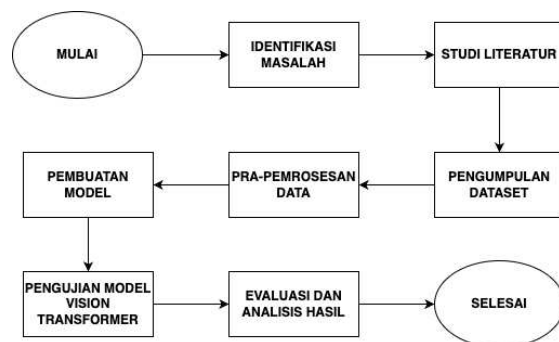 MULAI
IDENTIFIKASI
MASALAH
STUDI LITERATUR
PENGUMPULAN
DATASET
PRA-PEMROSESAN
DATA
PEMBUATAN
MODEL
PENGUJIAN MODEL
VISION
TRANSFORMER
EVALUASI DAN
ANALISIS HASIL
SELESAI